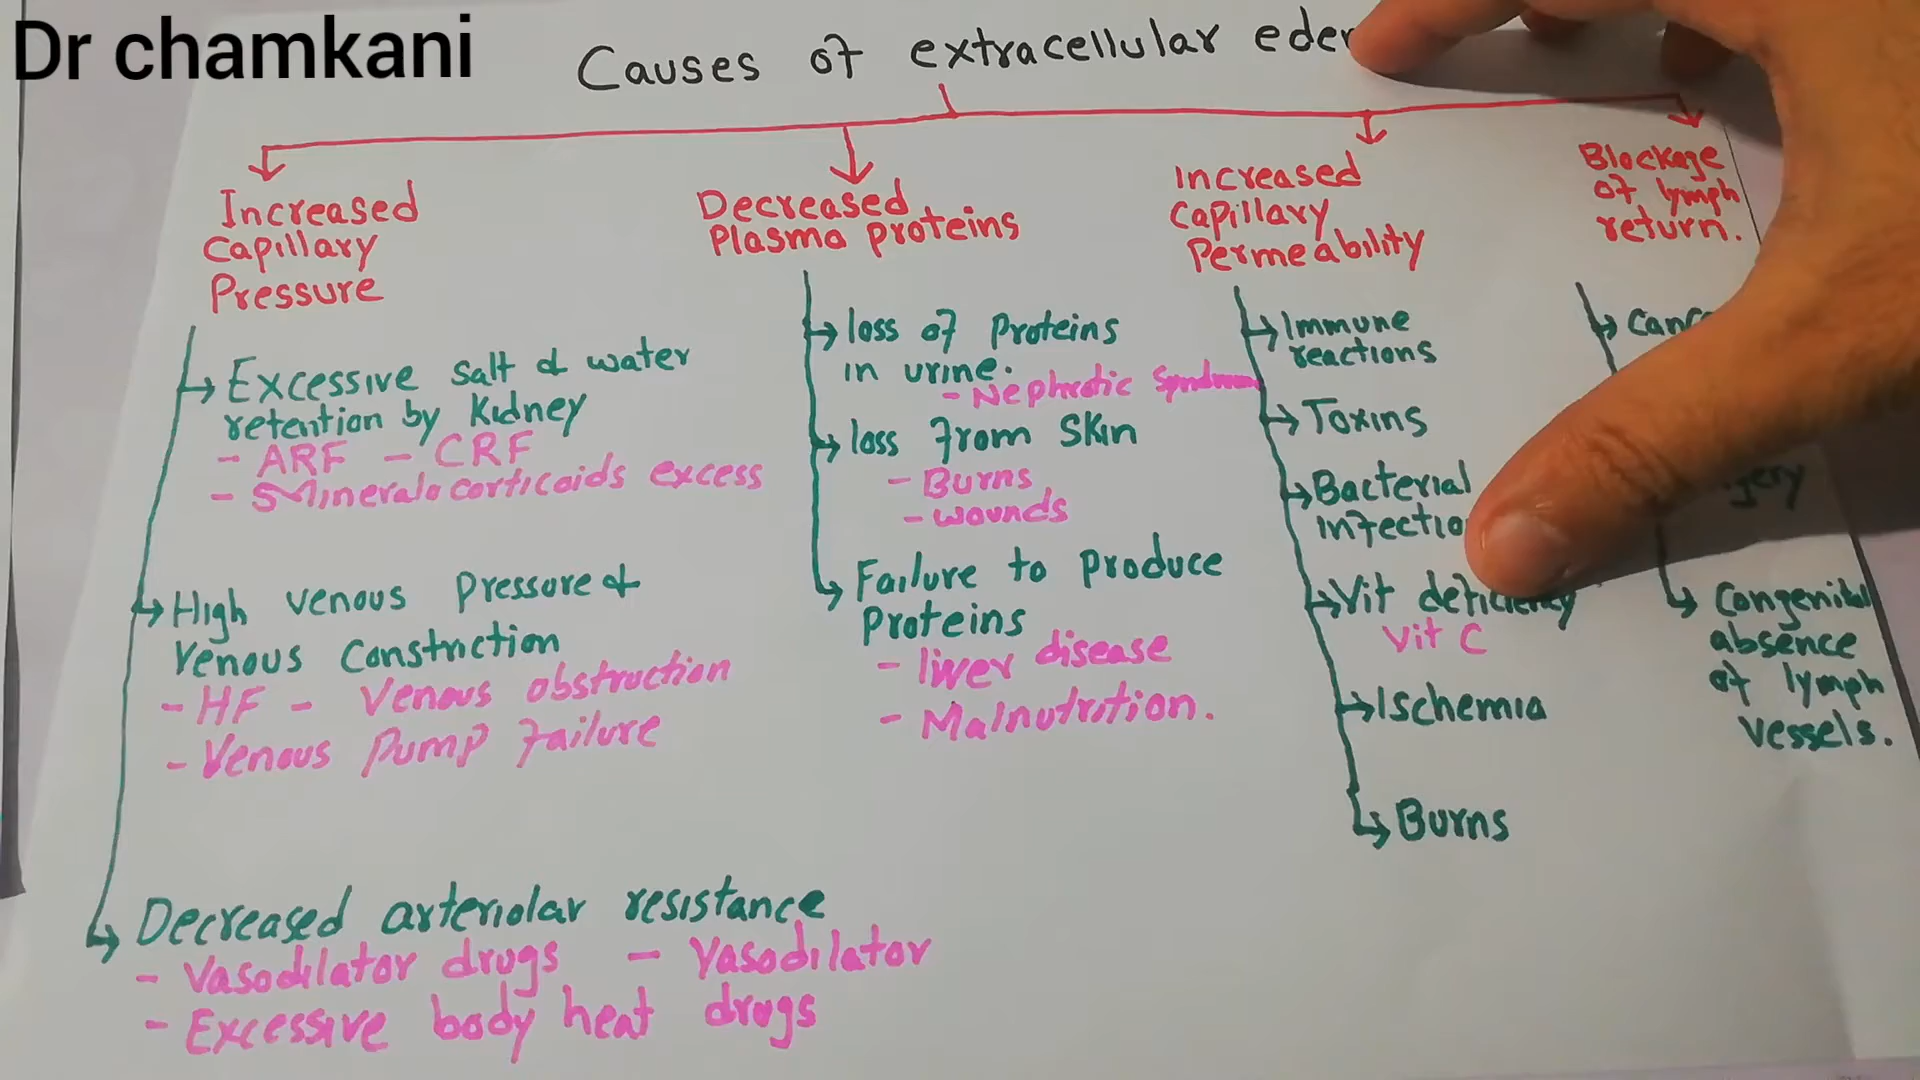 Dr chamkani
Causes of extracellular
Increased
Capillary
Pressure
Excessive salt & water
retention by Kidney
- ARF - CRF
- Mineralocorticoids excess
High venous Pressure &
Venous Constriction
- HF - Venous obstruction
- Venous Pump Failure
Decreased arteriolar resistance
- Vasodilator drugs - Vasodilator
- Excessive body heat drugs
Decreased
Plasma proteins
loss of Proteins
in urine.
- Nephrotic Syndrom
loss from Skin
- Burns
- wounds
Failure to Produce
Proteins
- liver disease
- Malnutrition.
Increased
Capillary
Permeability
Immune
reactions
Toxins
Bacterial
Vit deficiency
Vit C
Ischemia
Burns
Blockage
of lymph
return.
Congenital
absence
of lymph
vessels.